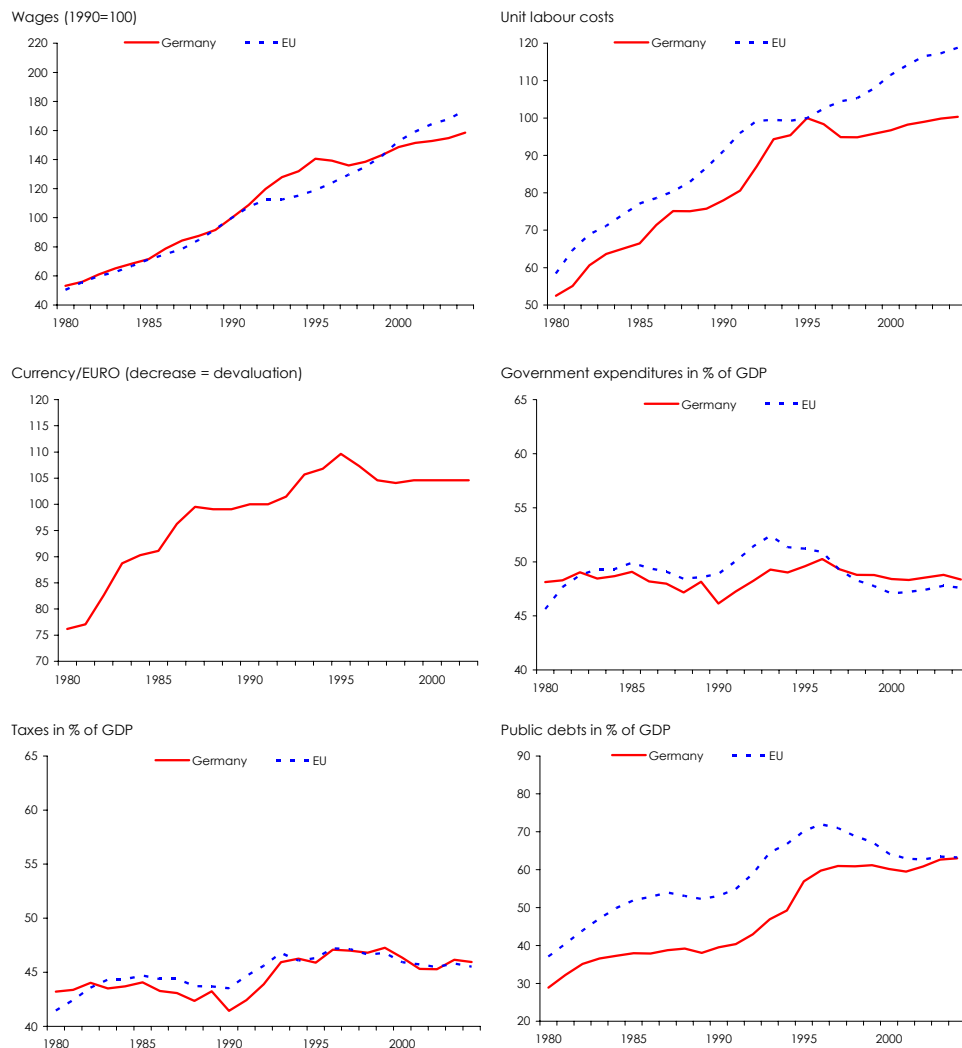 Wages (1990=100)
Germany EU
220
200
180
160
140
120
100
80
60
40
1980 1985 1990 1995 2000
Unit labour costs
Germany EU
120
110
100
90
80
70
60
50
1980 1985 1990 1995 2000
Currency/EURO (decrease = devaluation)
120
115
110
105
100
95
90
85
80
75
70
1980 1985 1990 1995 2000
Government expenditures in % of GDP
Germany EU
65
60
55
50
45
40
1980 1985 1990 1995 2000
Taxes in % of GDP
Germany EU
65
60
55
50
45
40
1980 1985 1990 1995 2000
Public debts in % of GDP
Germany EU
90
80
70
60
50
40
30
20
1980 1985 1990 1995 2000